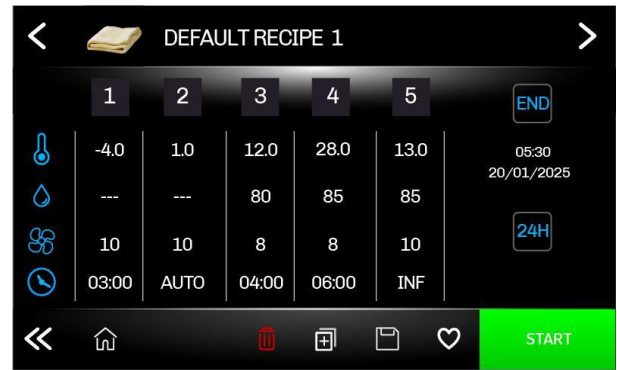 DEFAULT RECIPE 1
1 2 3 4 5 END
-4.0 1.0 12.0 28.0 13.0 05:30
20/01/2025
--- --- 80 85 85
10 10 8 8 10 24H
03:00 AUTO 04:00 06:00 INF
START